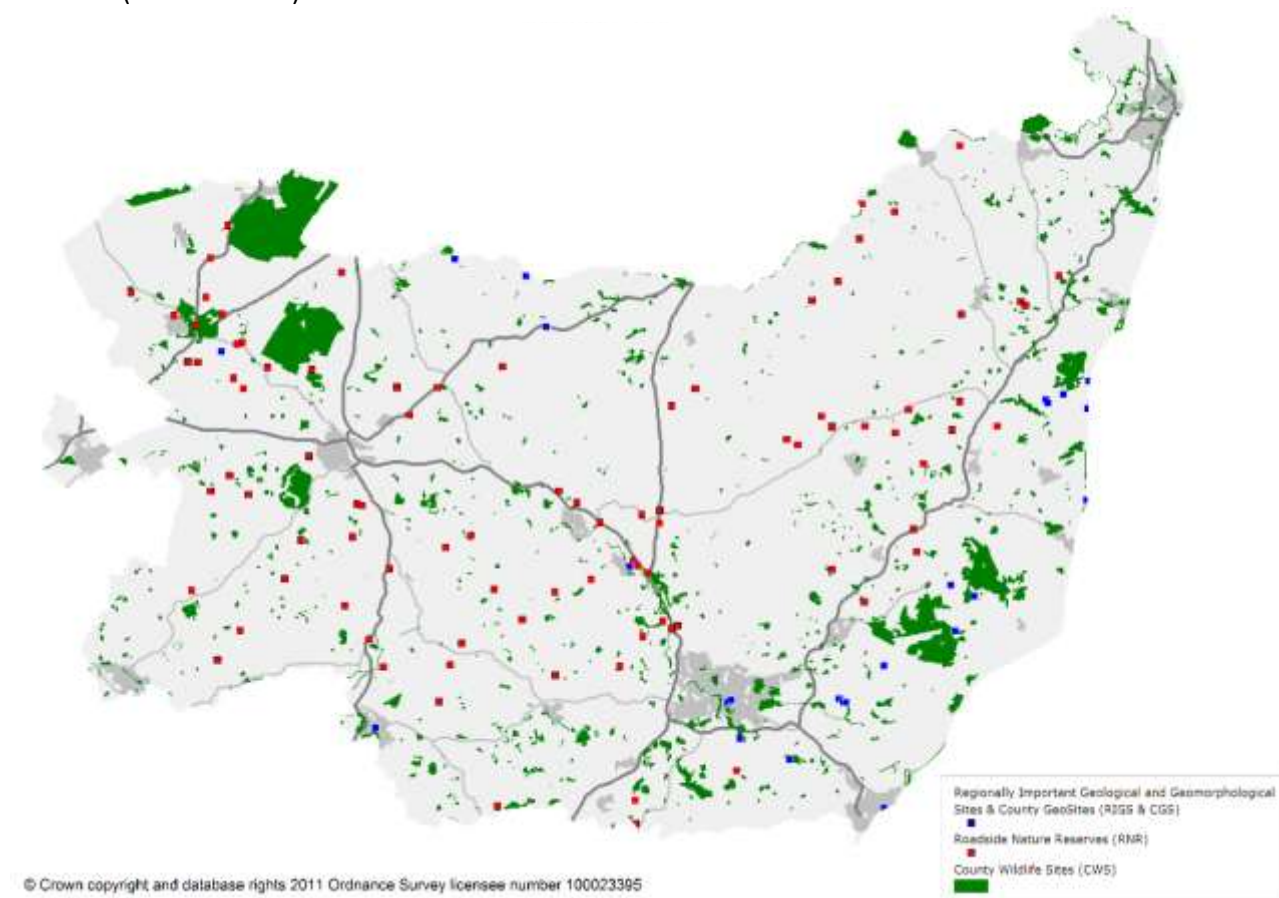 Regionally Important Geological and Geomorphological
Sites & County GeoSites (RIGS & CGS)
Roadside Nature Reserves (RNR)
County Wildlife Sites (CWS)
© Crown copyright and database rights 2011 Ordnance Survey licensee number 100023395